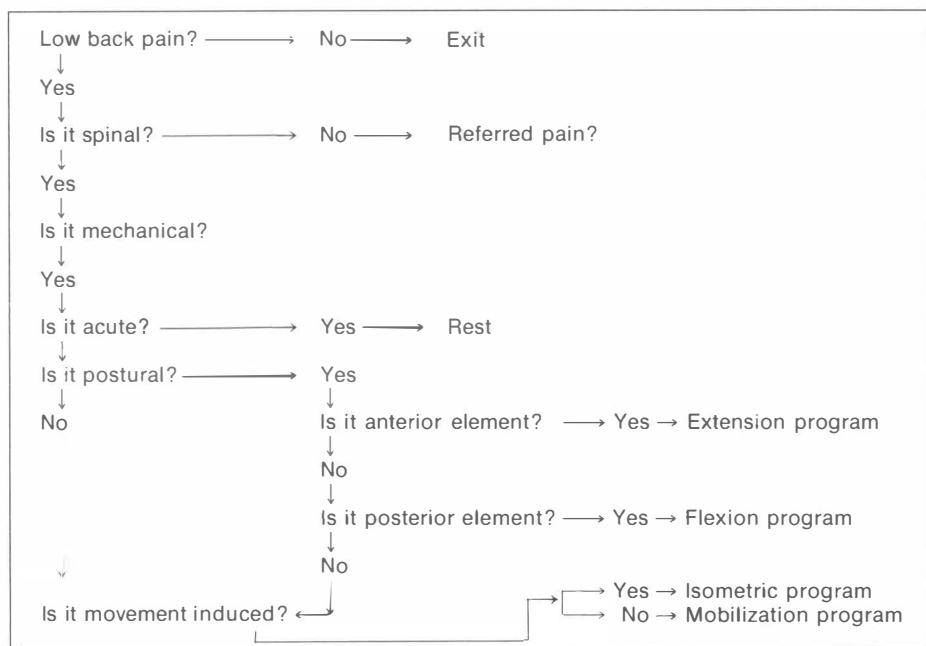 Low back pain? → No → Exit
↓
Yes
↓
Is it spinal? → No → Referred pain?
↓
Yes
↓
Is it mechanical?
↓
Yes
↓
Is it acute? → Yes → Rest
↓
Is it postural? → Yes
↓ ↓
No Is it anterior element? → Yes → Extension program
↓
No
↓
Is it posterior element? → Yes → Flexion program
↓
No
↓ → Yes → Isometric program
Is it movement induced? ← → No → Mobilization program